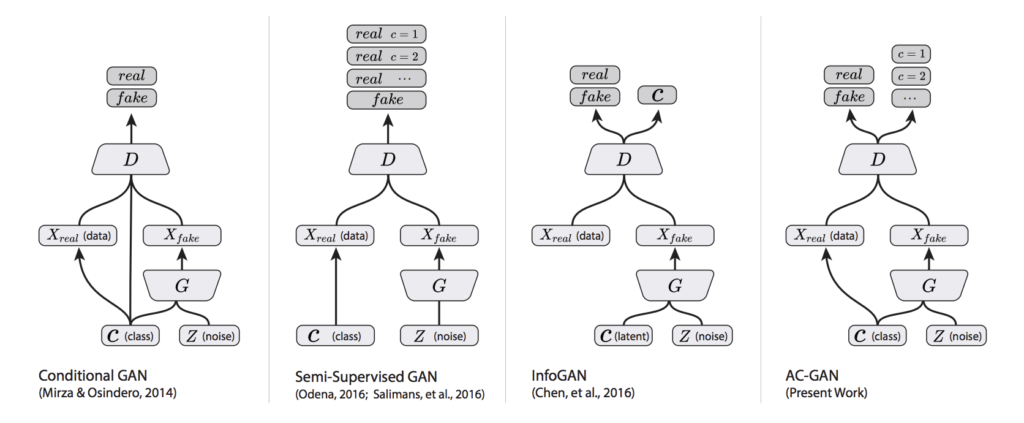 real
fake
D
X_real (data)
X_fake
G
C (class)
Z (noise)
Conditional GAN
(Mirza & Osindero, 2014)
real c = 1
real c = 2
real ···
fake
D
X_real (data)
X_fake
G
C (class)
Z (noise)
Semi-Supervised GAN
(Odena, 2016; Salimans, et al., 2016)
real
fake
C
D
X_real (data)
X_fake
G
C (latent)
Z (noise)
InfoGAN
(Chen, et al., 2016)
real
fake
c = 1
c = 2
···
D
X_real (data)
X_fake
G
C (class)
Z (noise)
AC-GAN
(Present Work)